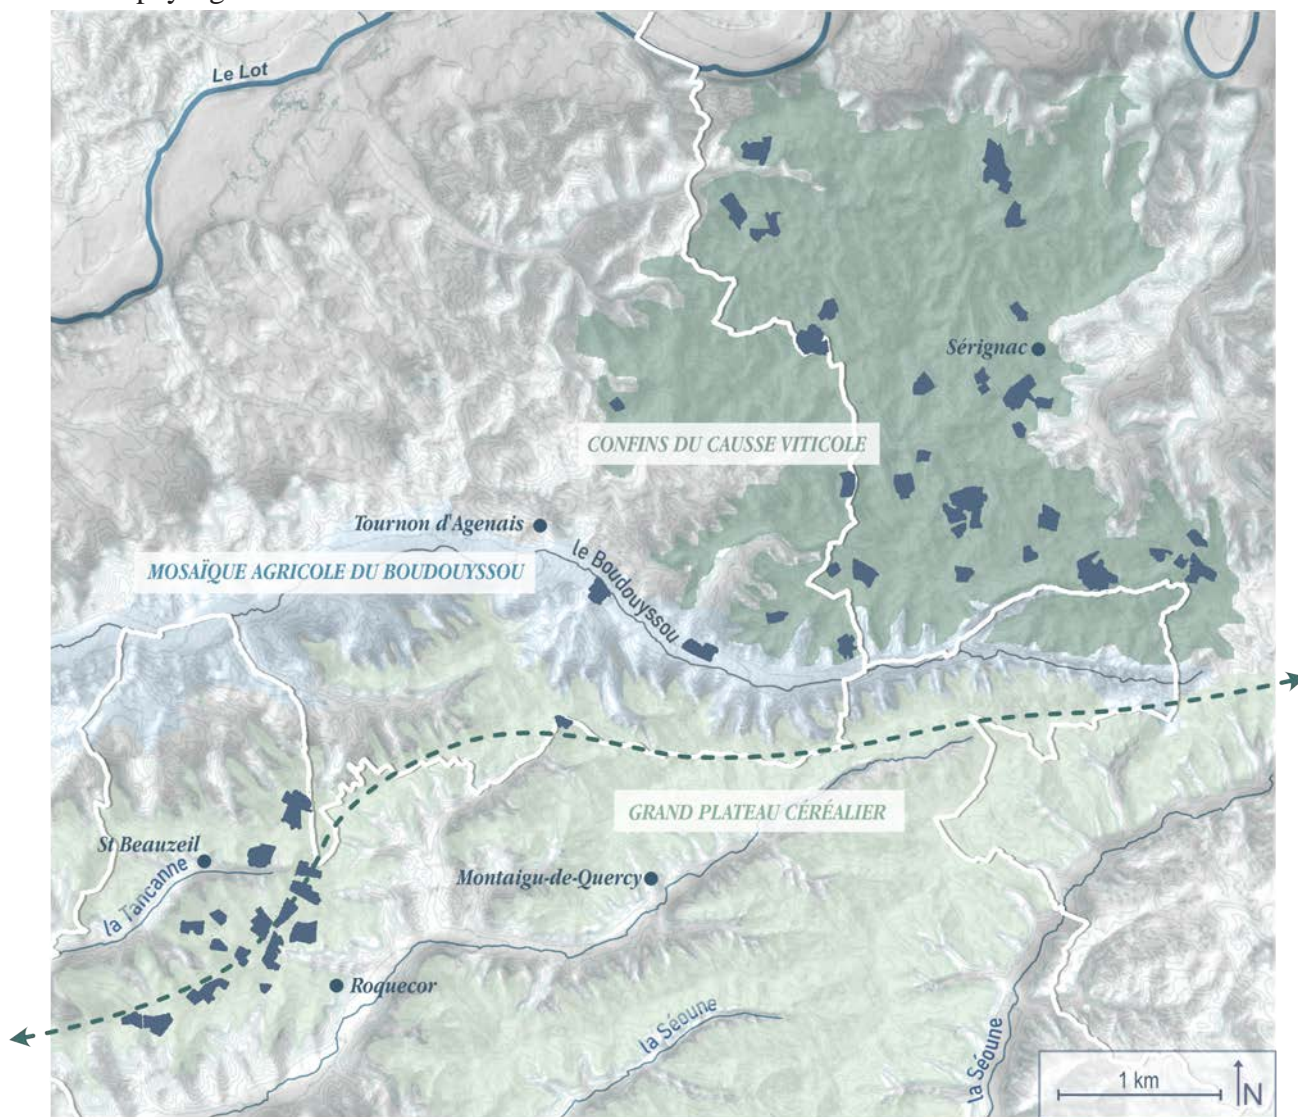 Le Lot
Sérignac
CONFINS DU CAUSSE VITICOLE
Tournon d'Agenais
le Boudouyssou
MOSAÏQUE AGRICOLE DU BOUDOUYSSOU
GRAND PLATEAU CÉRÉALIER
St Beauzeil
la Tancanne
Montaigu-de-Quercy
Roquecor
la Séoune
la Séoune
1 km
N